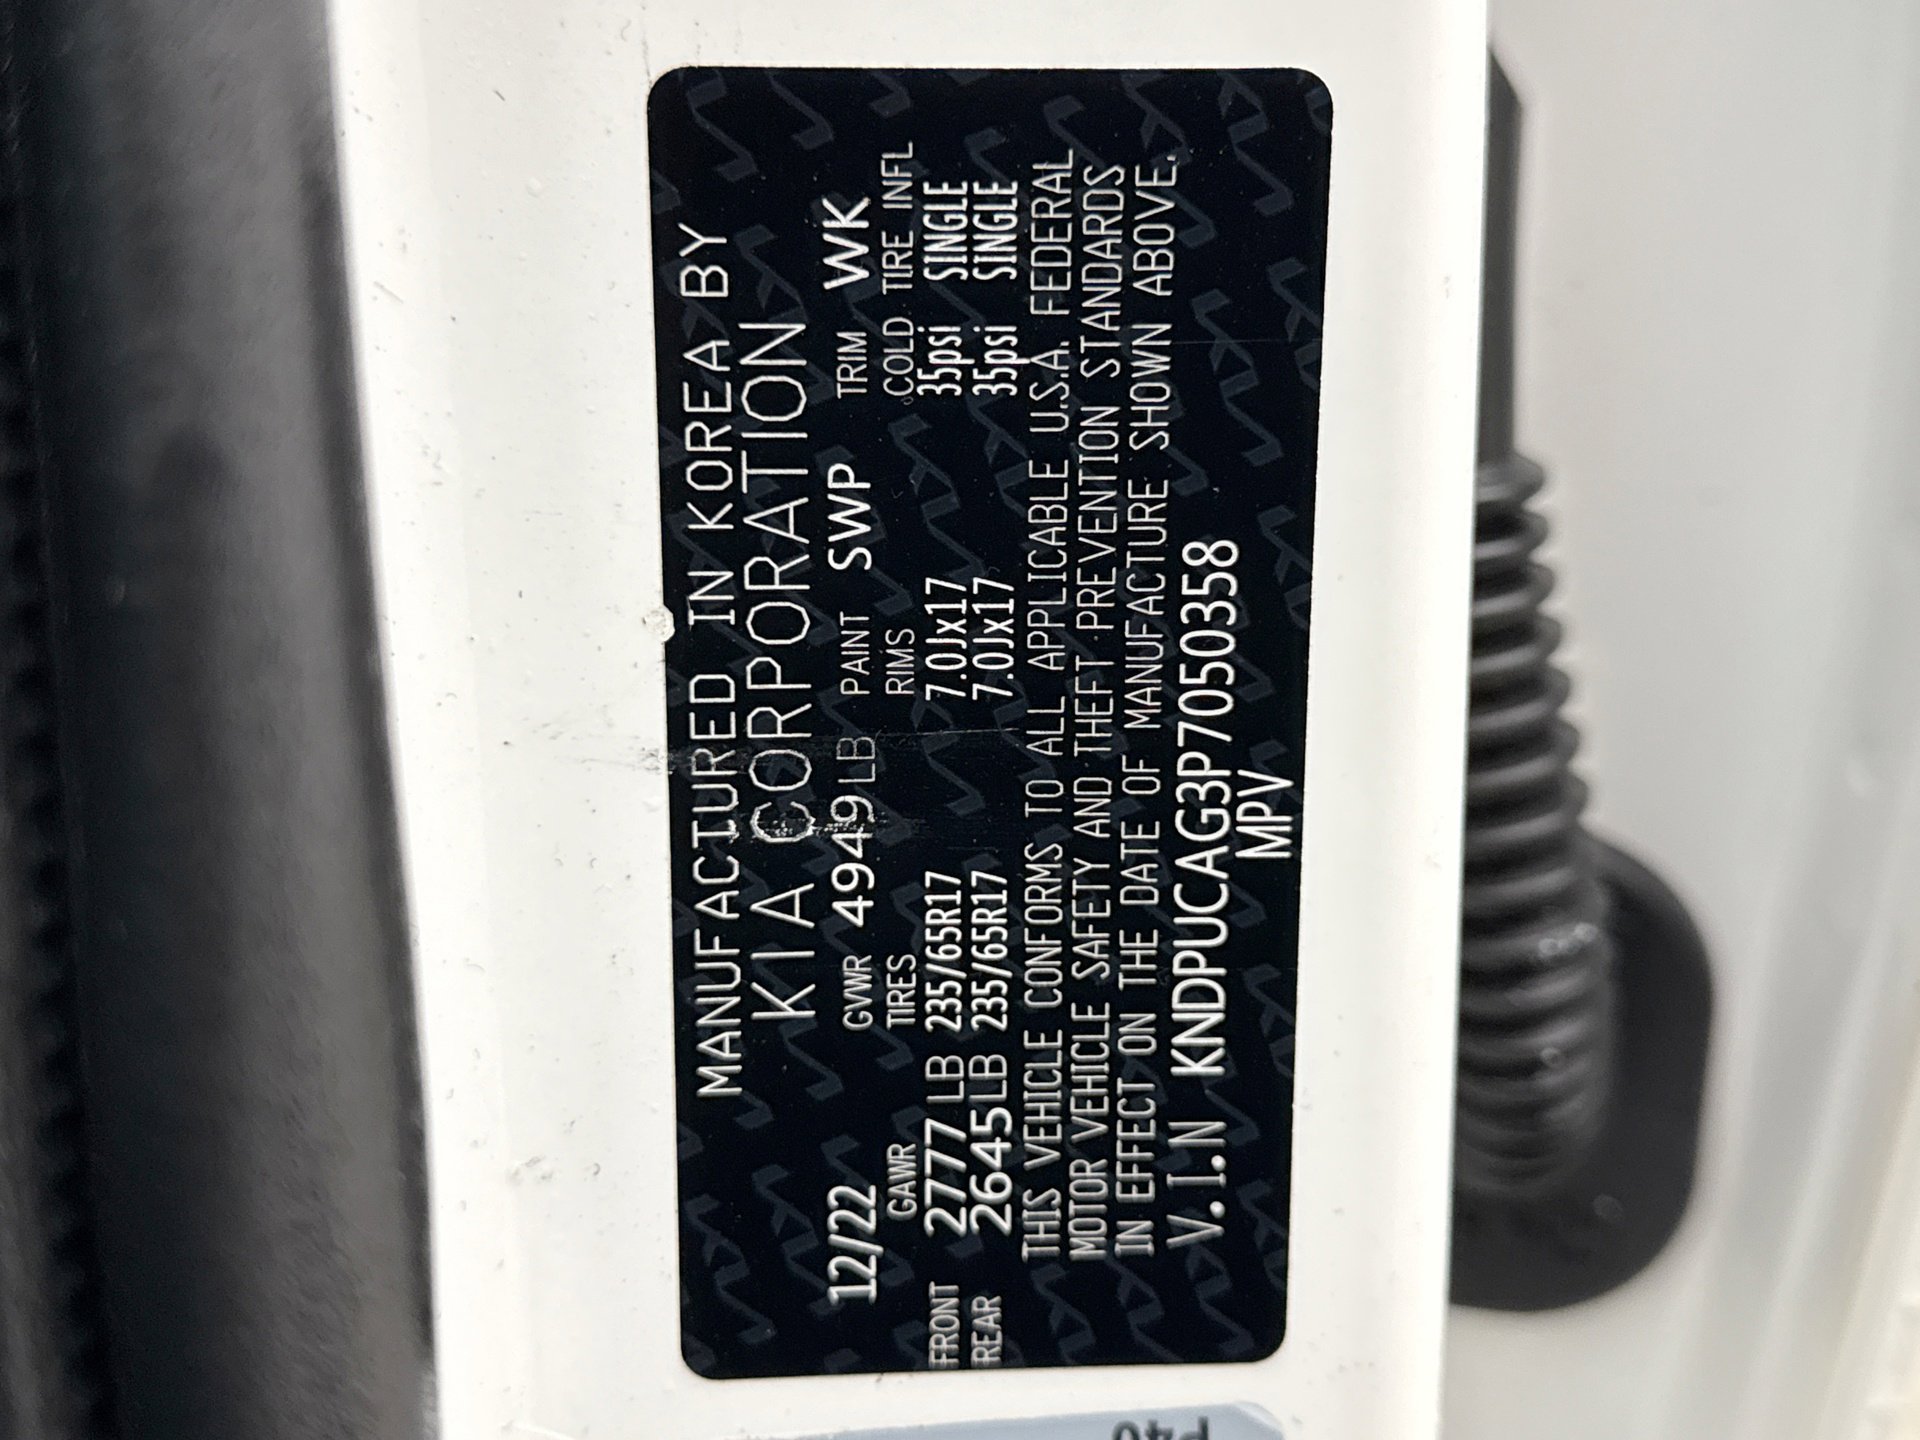 MANUFACTURED IN KOREA BY
KIA CORPORATION
12/22 GVWR 4949LB PAINT SWP TRIM WK
GAWR TIRES RIMS COLD TIRE INFL
FRONT 2777 LB 235/65R17 7.0Jx17 35psi SINGLE
REAR 2645LB 235/65R17 7.0Jx17 35psi SINGLE
THIS VEHICLE CONFORMS TO ALL APPLICABLE U.S.A. FEDERAL
MOTOR VEHICLE SAFETY AND THEFT PREVENTION STANDARDS
IN EFFECT ON THE DATE OF MANUFACTURE SHOWN ABOVE.
V.I.N KNDPUCAG3P7050358
MPV